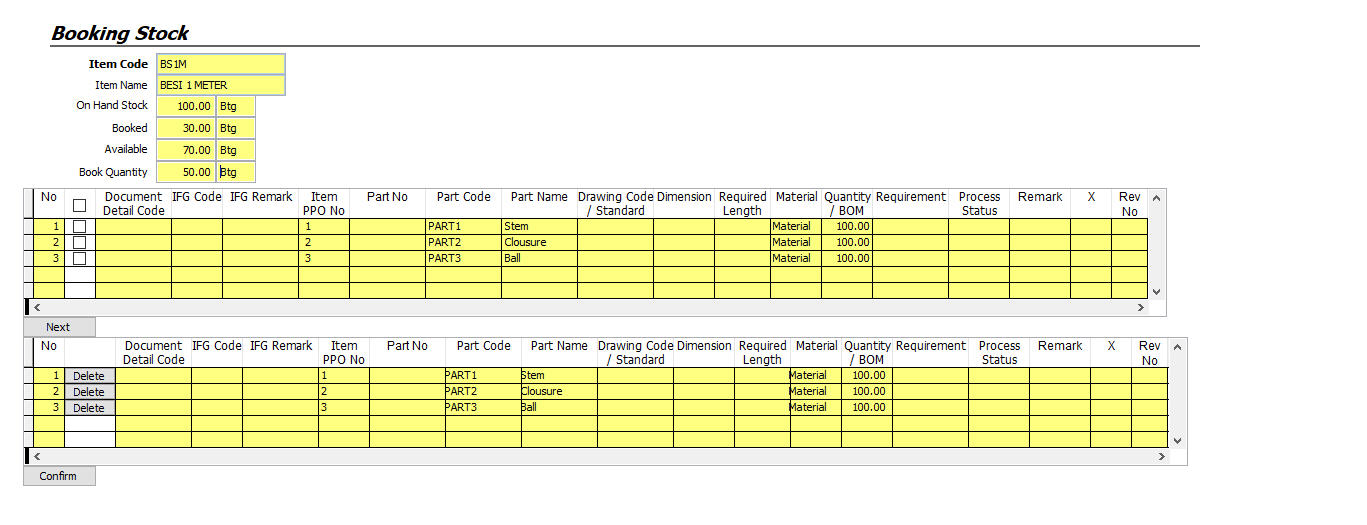 Booking Stock
Item Code BS1M
Item Name BESI 1 METER
On Hand Stock 100.00 Btg
Booked 30.00 Btg
Available 70.00 Btg
Book Quantity 50.00 Btg
No Document IFG Code IFG Remark Item Part No Part Code Part Name Drawing Code Dimension Required Material Quantity Requirement Process Remark X Rev
Detail Code PPO No / Standard Length / BOM Status No
1 1 PART1 Stem Material 100.00
2 2 PART2 Clousure Material 100.00
3 3 PART3 Ball Material 100.00
Next
No Document IFG Code IFG Remark Item Part No Part Code Part Name Drawing Code Dimension Required Material Quantity Requirement Process Remark X Rev
Detail Code PPO No / Standard Length / BOM Status No
1 Delete 1 PART1 Stem Material 100.00
2 Delete 2 PART2 Clousure Material 100.00
3 Delete 3 PART3 Ball Material 100.00
Confirm